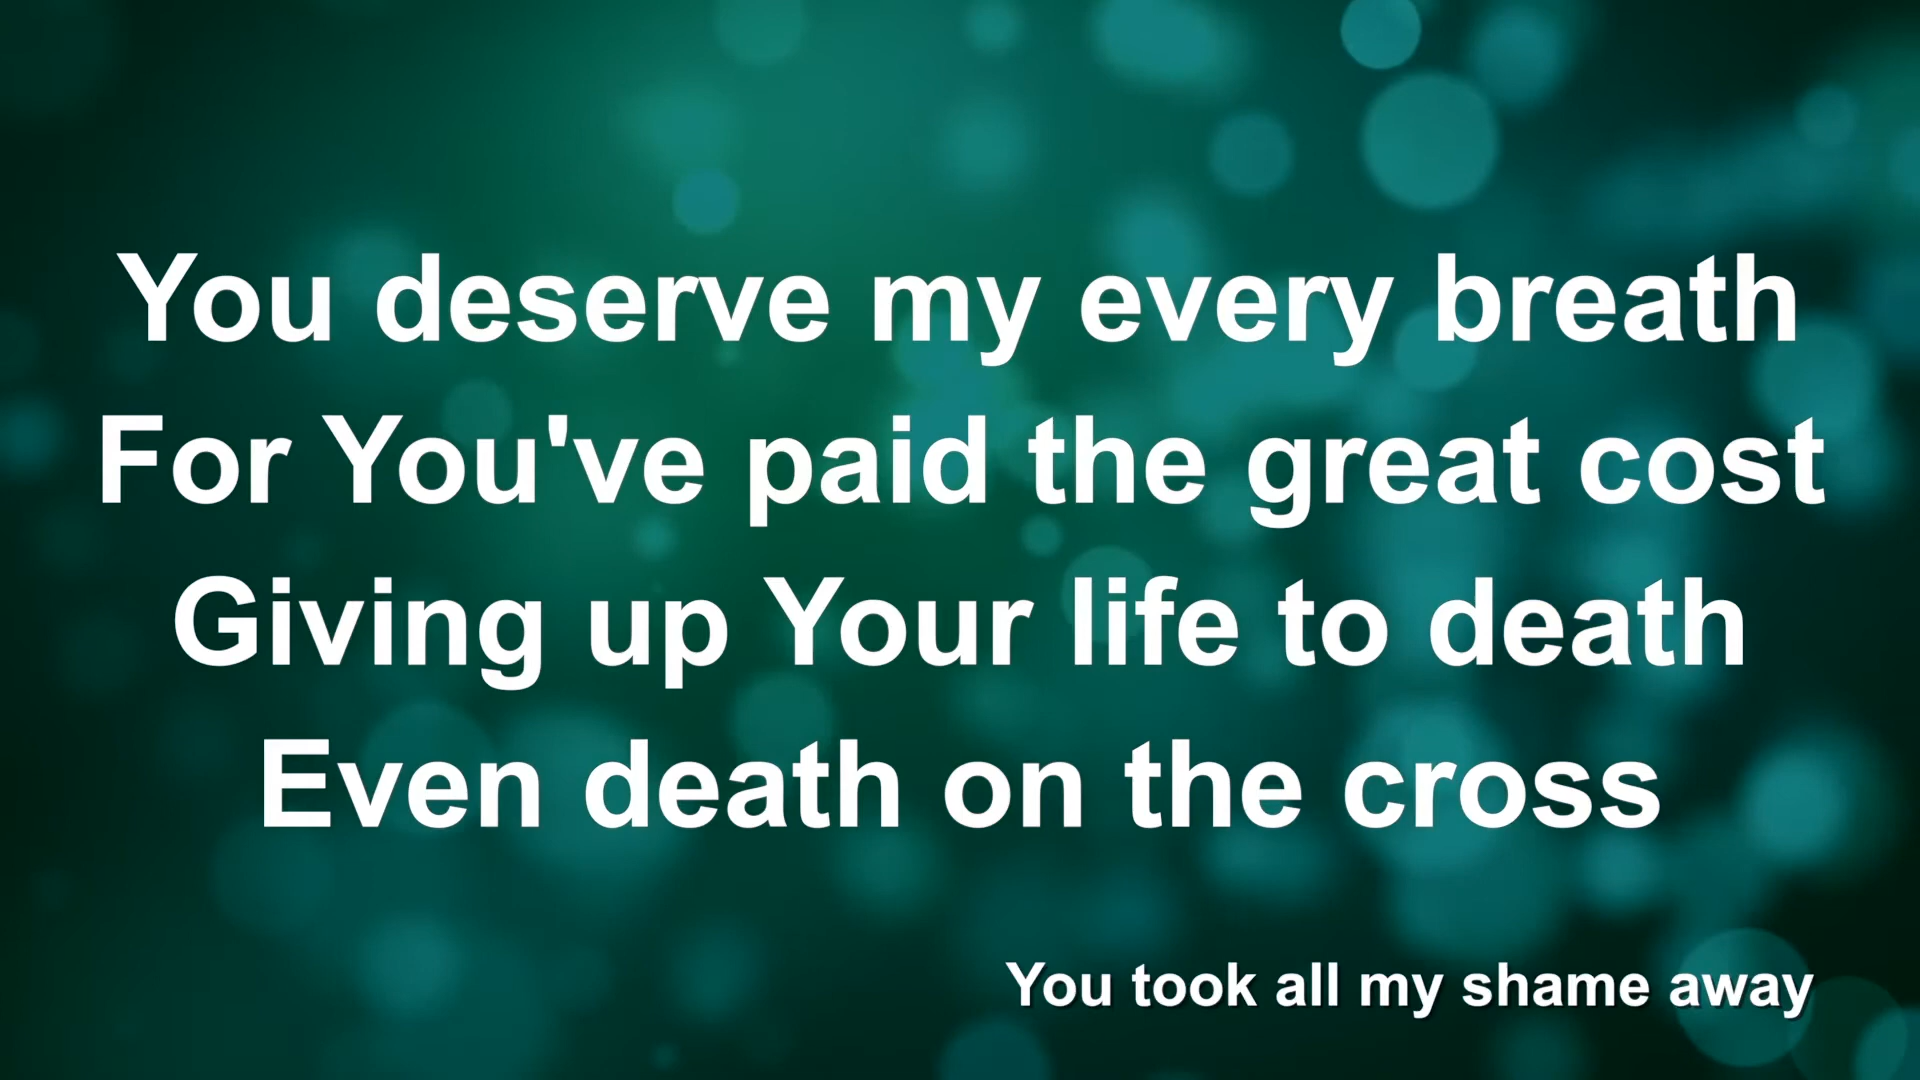 You deserve my every breath
For You've paid the great cost
Giving up Your life to death
Even death on the cross
You took all my shame away